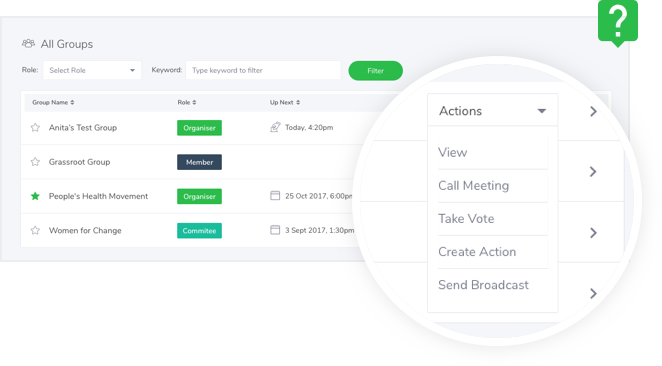 ?
All Groups
Role: Select Role Keyword: Type keyword to filter Filter
Group Name Role Up Next
Anita's Test Group Organiser Today, 4:20pm
Grassroot Group Member
People's Health Movement Organiser 25 Oct 2017, 6:00pm
Women for Change Commitee 3 Sept 2017, 1:30pm
Actions
View
Call Meeting
Take Vote
Create Action
Send Broadcast